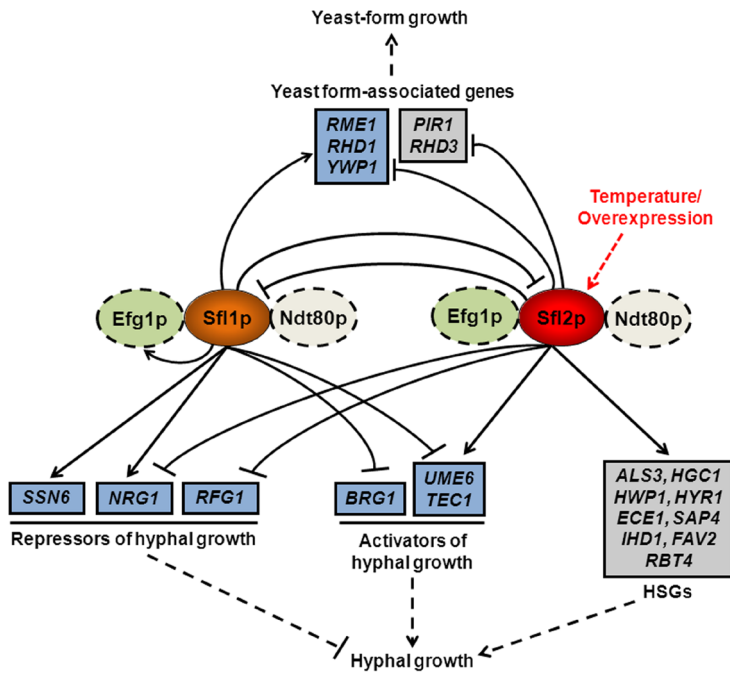 Yeast-form growth
Yeast form-associated genes
RME1
RHD1
YWP1
PIR1
RHD3
Temperature/
Overexpression
Efg1p
Sfl1p
Ndt80p
Efg1p
Sfl2p
Ndt80p
SSN6
NRG1
RFG1
Repressors of hyphal growth
BRG1
UME6
TEC1
Activators of
hyphal growth
ALS3, HGC1
HWP1, HYR1
ECE1, SAP4
IHD1, FAV2
RBT4
HSGs
Hyphal growth